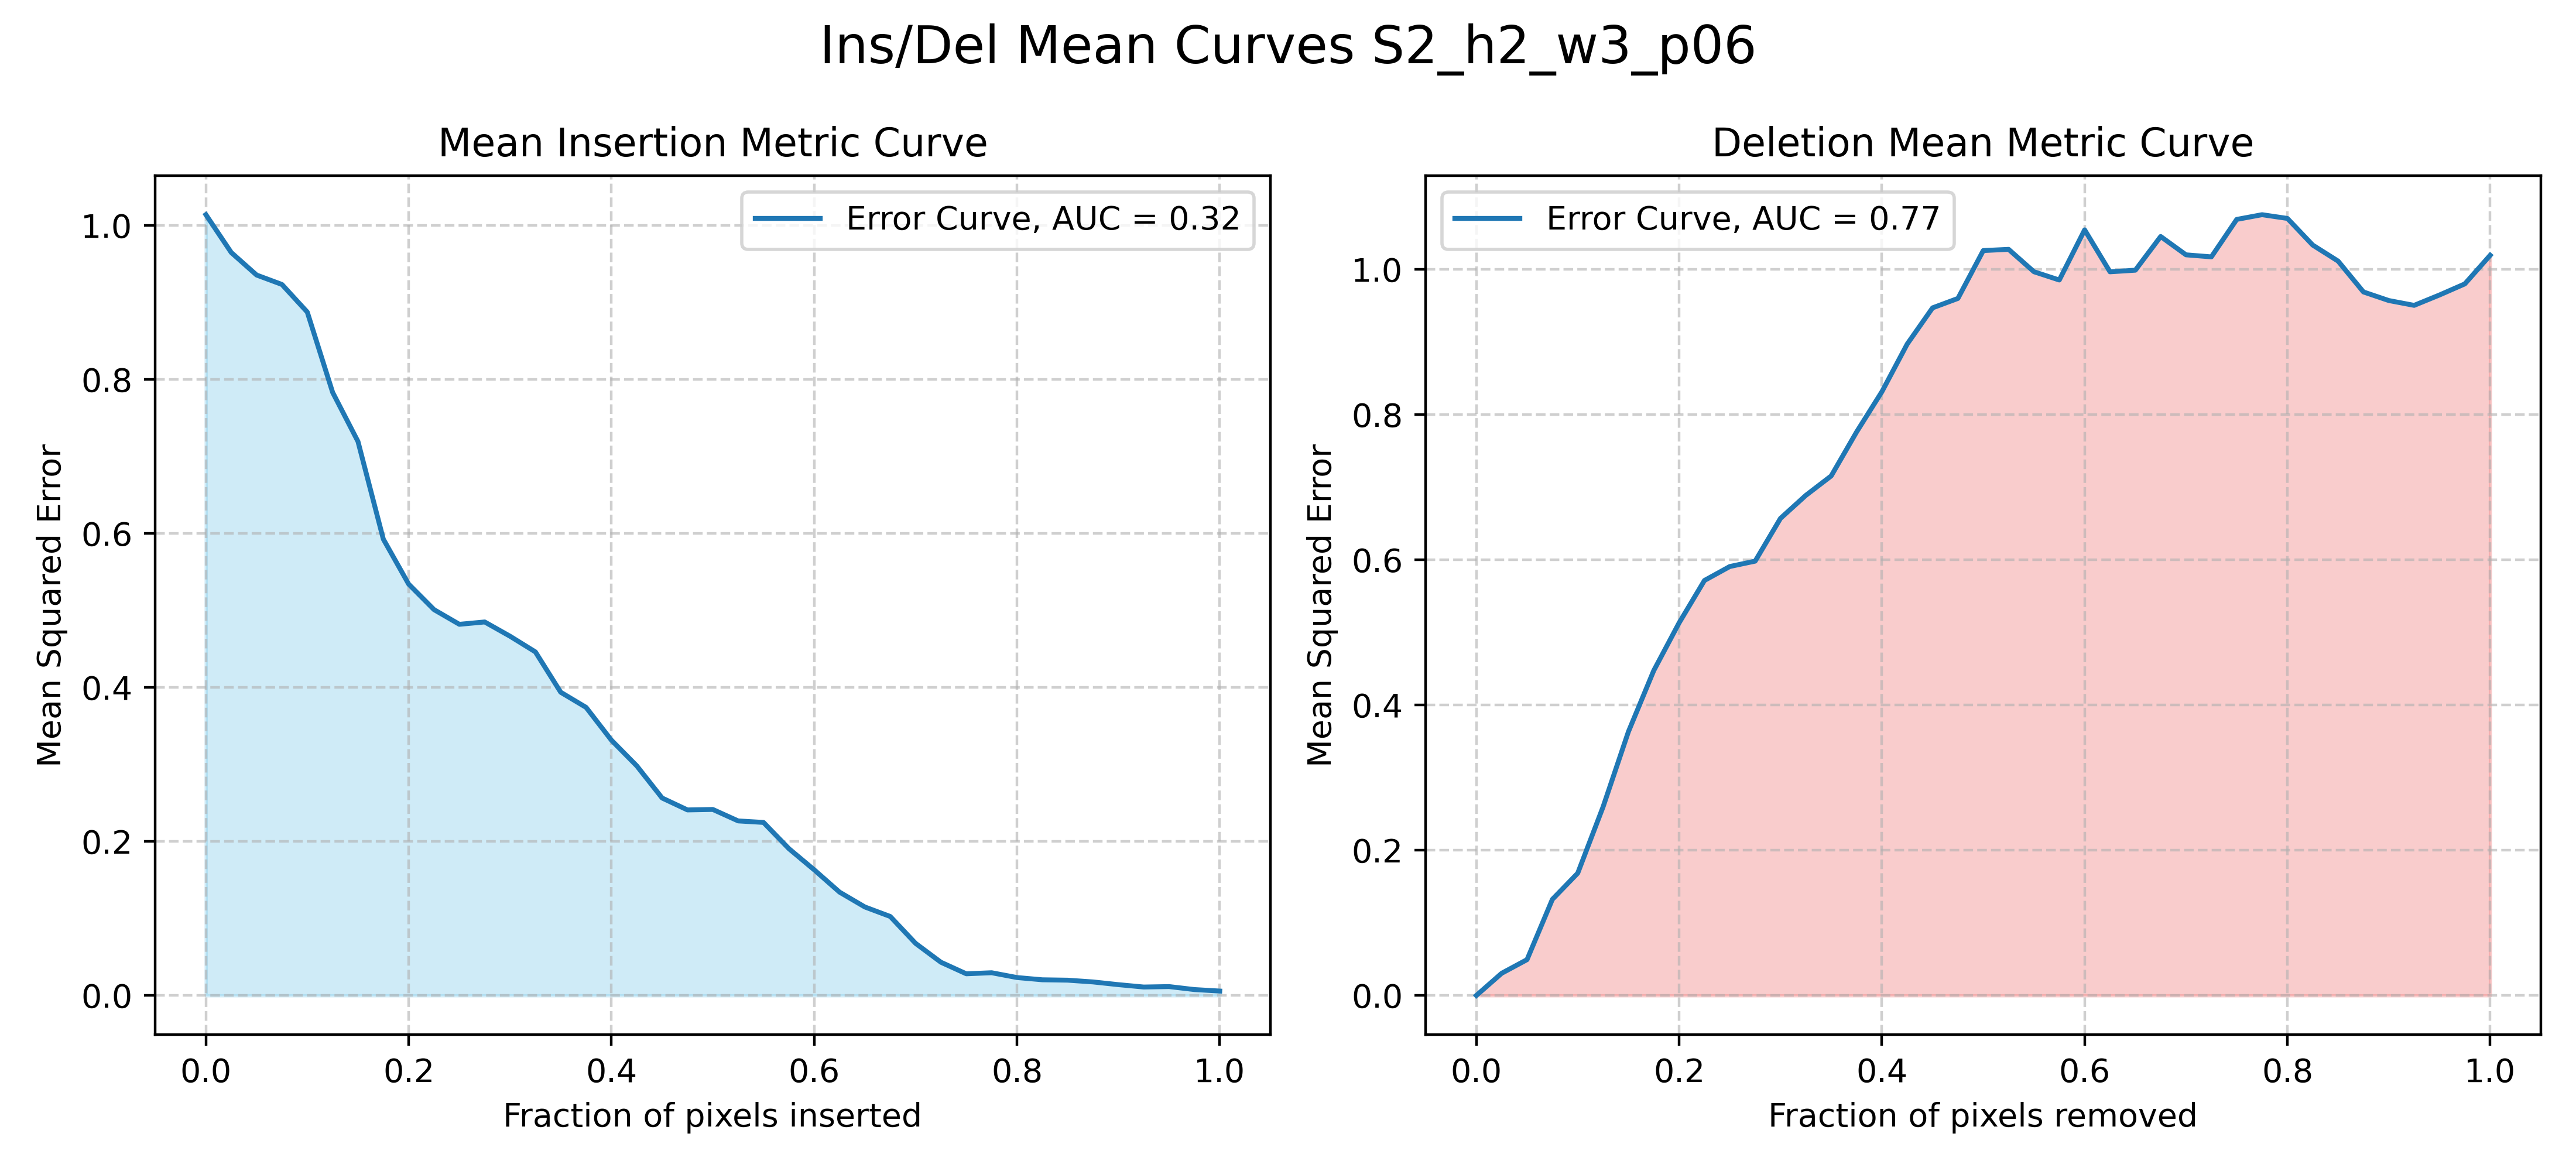 Ins/Del Mean Curves S2_h2_w3_p06
Mean Insertion Metric Curve
Error Curve, AUC = 0.32
1.0
0.8
0.6
0.4
0.2
0.0
Mean Squared Error
0.0 0.2 0.4 0.6 0.8 1.0
Fraction of pixels inserted
Deletion Mean Metric Curve
Error Curve, AUC = 0.77
1.0
0.8
0.6
0.4
0.2
0.0
Mean Squared Error
0.0 0.2 0.4 0.6 0.8 1.0
Fraction of pixels removed